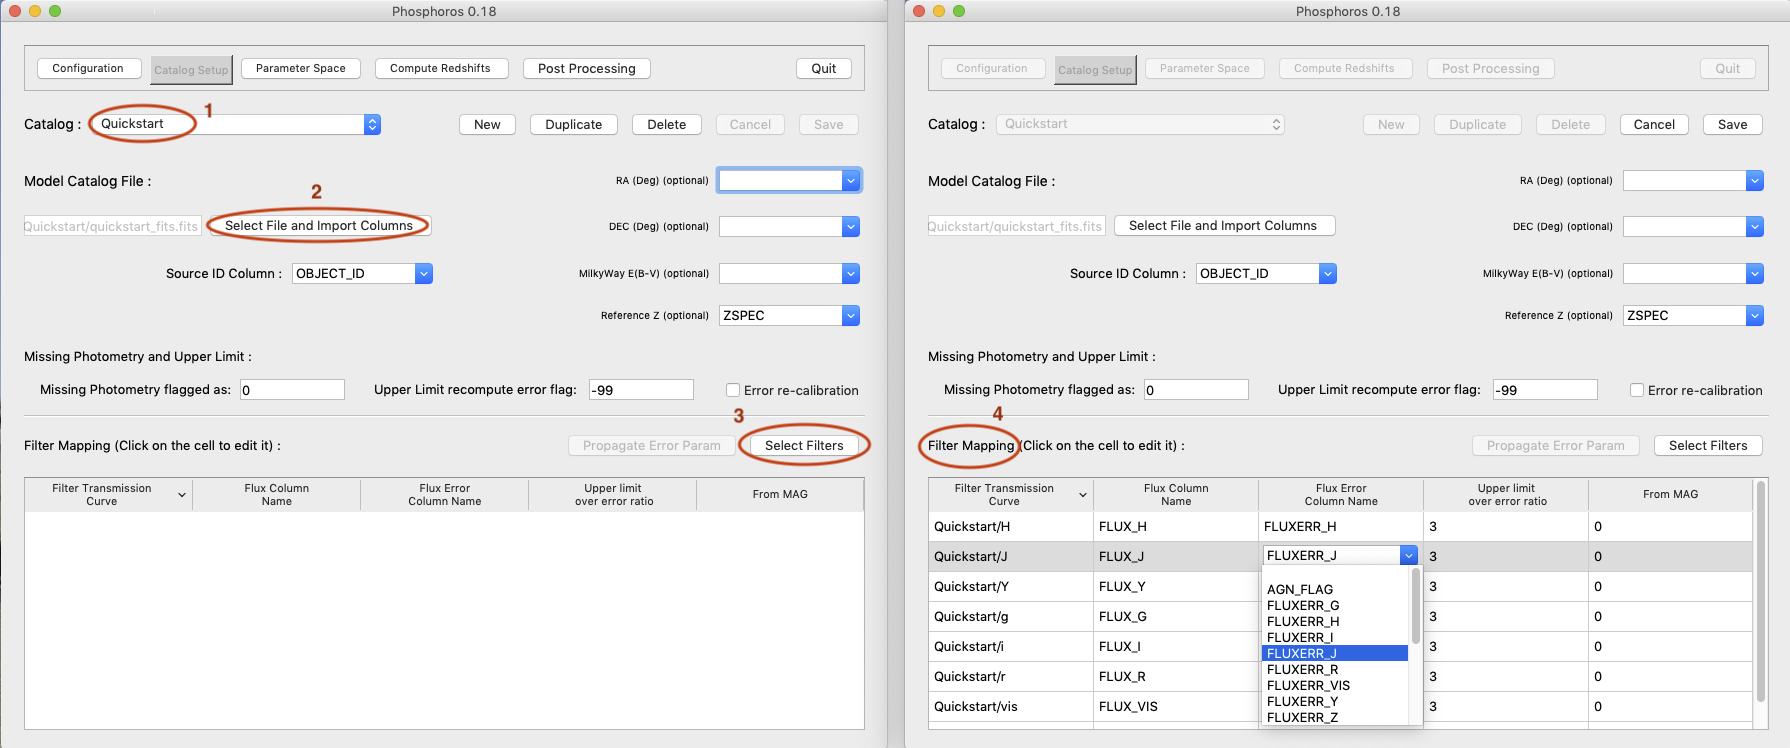 Phosphoros 0.18
Configuration Catalog Setup Parameter Space Compute Redshifts Post Processing Quit
Catalog : Quickstart 1 New Duplicate Delete Cancel Save
Model Catalog File : RA (Deg) (optional)
2
Quickstart/quickstart_fits.fits Select File and Import Columns DEC (Deg) (optional)
Source ID Column : OBJECT_ID MilkyWay E(B-V) (optional)
Reference Z (optional) ZSPEC
Missing Photometry and Upper Limit :
Missing Photometry flagged as: 0 Upper Limit recompute error flag: -99 Error re-calibration
3
Filter Mapping (Click on the cell to edit it) : Propagate Error Param Select Filters
Filter Transmission Curve Flux Column Name Flux Error Column Name Upper limit over error ratio From MAG
Phosphoros 0.18
Configuration Catalog Setup Parameter Space Compute Redshifts Post Processing Quit
Catalog : Quickstart New Duplicate Delete Cancel Save
Model Catalog File : RA (Deg) (optional)
Quickstart/quickstart_fits.fits Select File and Import Columns DEC (Deg) (optional)
Source ID Column : OBJECT_ID MilkyWay E(B-V) (optional)
Reference Z (optional) ZSPEC
Missing Photometry and Upper Limit :
Missing Photometry flagged as: 0 Upper Limit recompute error flag: -99 Error re-calibration
4
Filter Mapping (Click on the cell to edit it) : Propagate Error Param Select Filters
Filter Transmission Curve Flux Column Name Flux Error Column Name Upper limit over error ratio From MAG
Quickstart/H FLUX_H FLUXERR_H 3 0
Quickstart/J FLUX_J FLUXERR_J 3 0
Quickstart/Y FLUX_Y 3 0
Quickstart/g FLUX_G 3 0
Quickstart/i FLUX_I 3 0
Quickstart/r FLUX_R 3 0
Quickstart/vis FLUX_VIS 3 0
AGN_FLAG
FLUXERR_G
FLUXERR_H
FLUXERR_I
FLUXERR_J
FLUXERR_R
FLUXERR_VIS
FLUXERR_Y
FLUXERR_Z